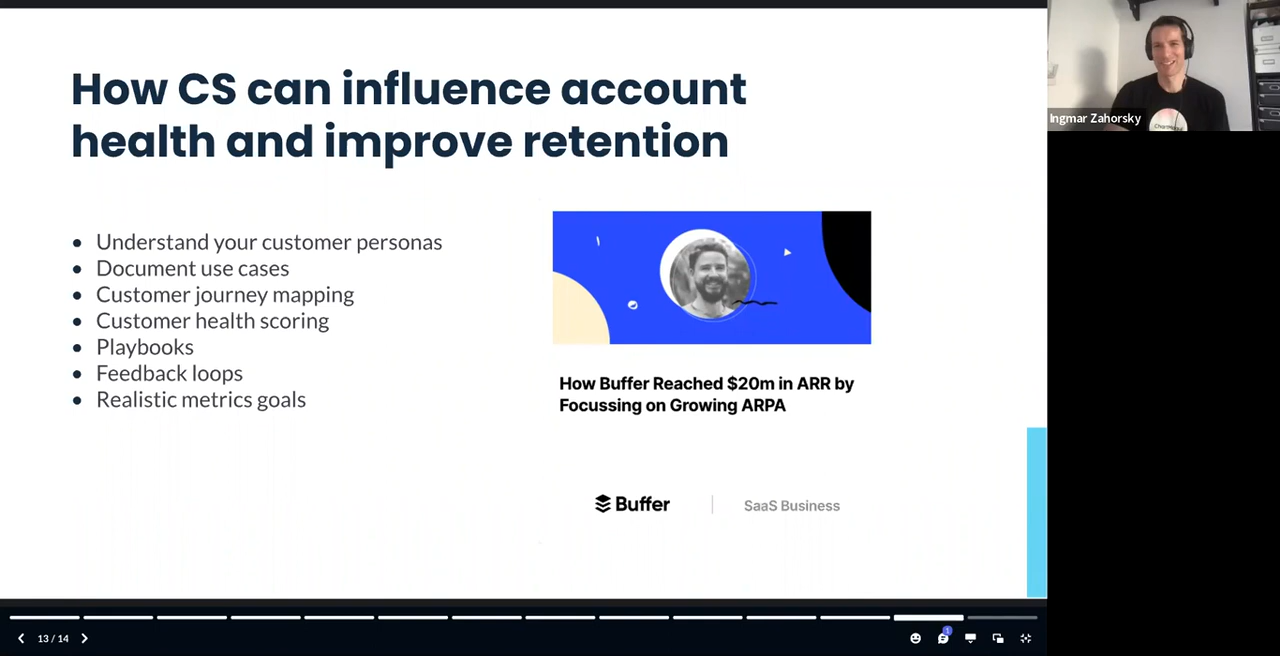 How CS can influence account
health and improve retention
Understand your customer personas
Document use cases
Customer journey mapping
Customer health scoring
Playbooks
Feedback loops
Realistic metrics goals
How Buffer Reached $20m in ARR by
Focussing on Growing ARPA
Buffer
SaaS Business
Ingmar Zahorsky
13 / 14
1